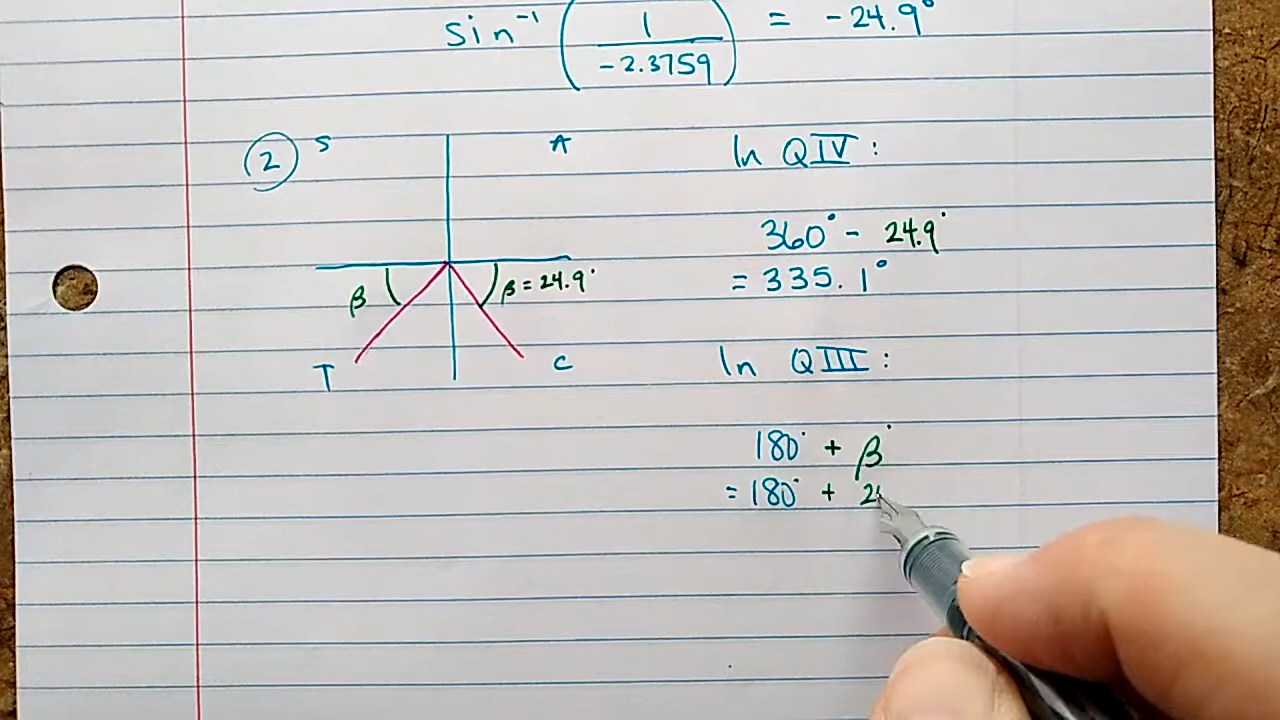 sin⁻¹ (1 / -2.3759) = -24.9°
② S A
β β = 24.9°
T C
In QIV:
360° - 24.9°
= 335.1°
In QIII:
180° + β°
= 180° + 2